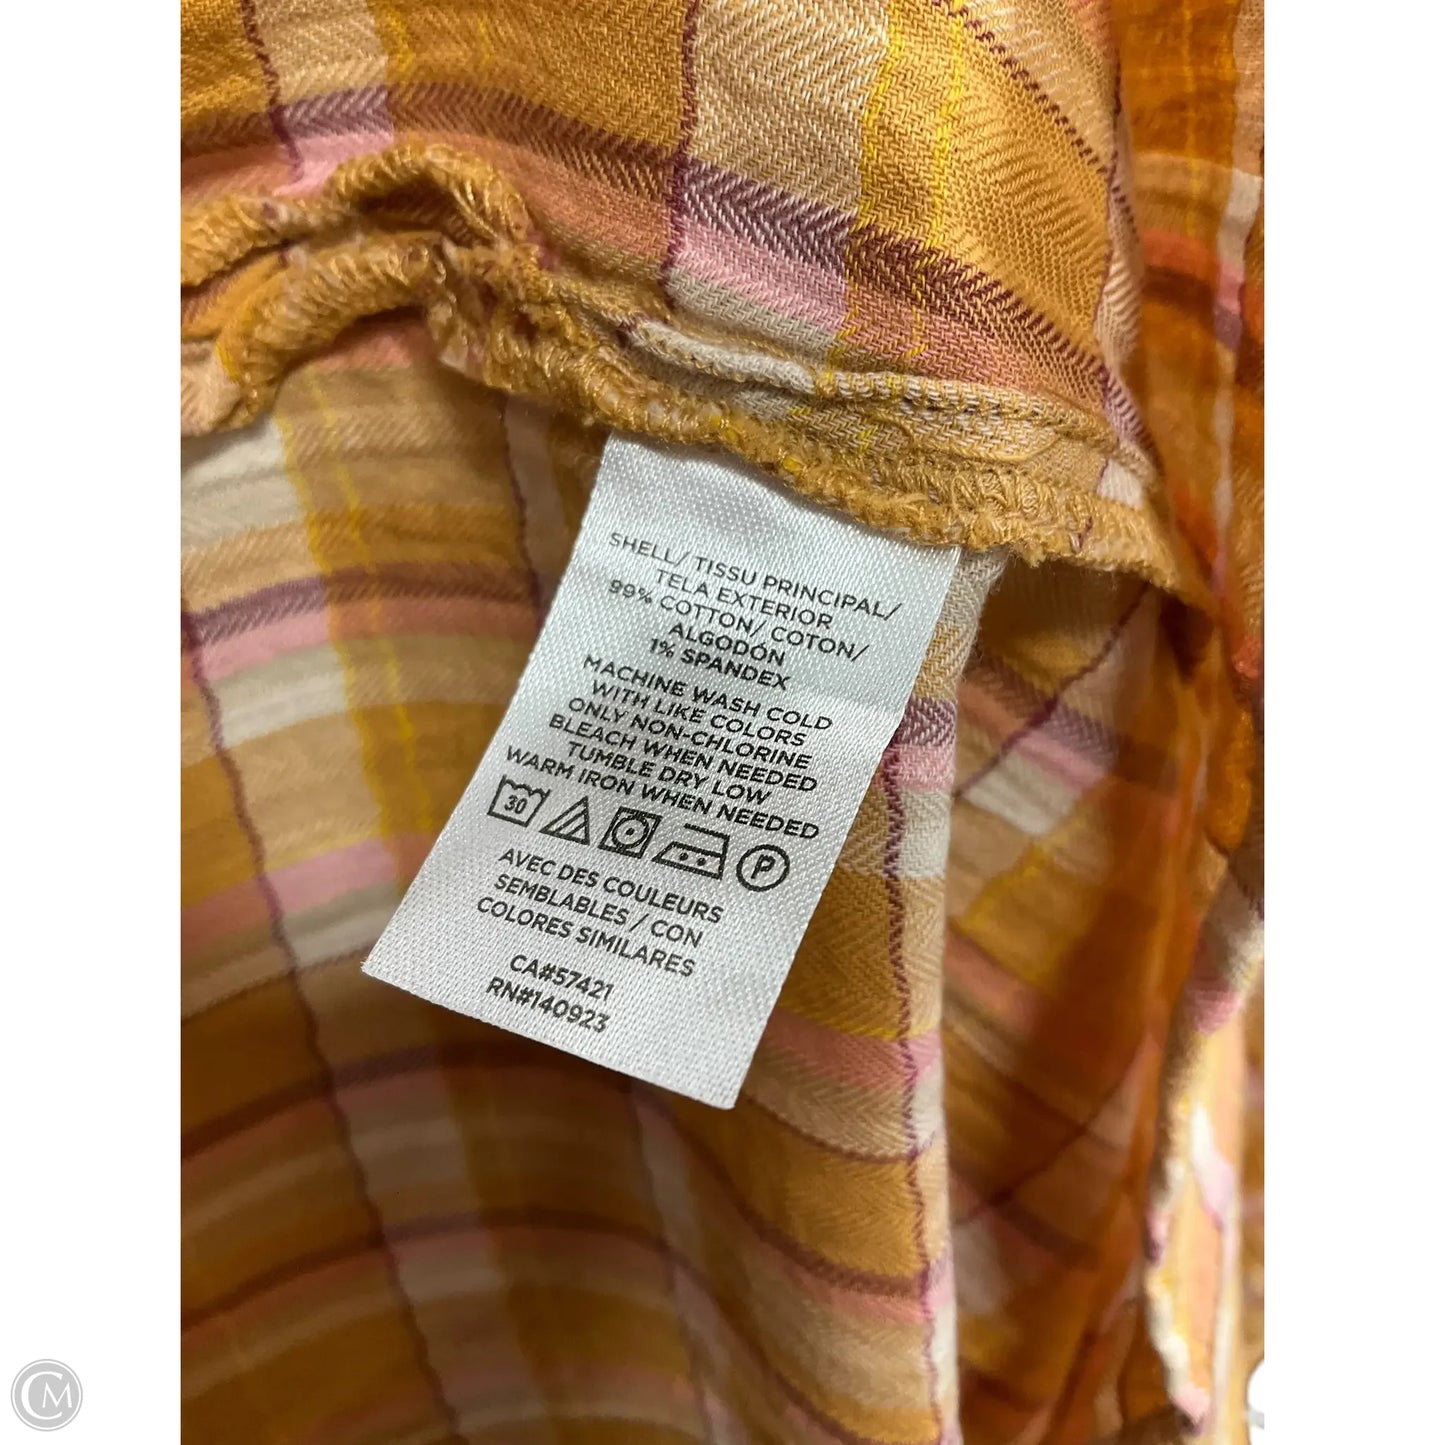 SHELL/ TISSU PRINCIPAL/
TELA EXTERIOR
99% COTTON/ COTON/
ALGODÓN
1% SPANDEX
MACHINE WASH COLD
WITH LIKE COLORS
ONLY NON-CHLORINE
BLEACH WHEN NEEDED
TUMBLE DRY LOW
WARM IRON WHEN NEEDED
30 P
AVEC DES COULEURS
SEMBLABLES / CON
COLORES SIMILARES
CA#57421
RN#140923
CM